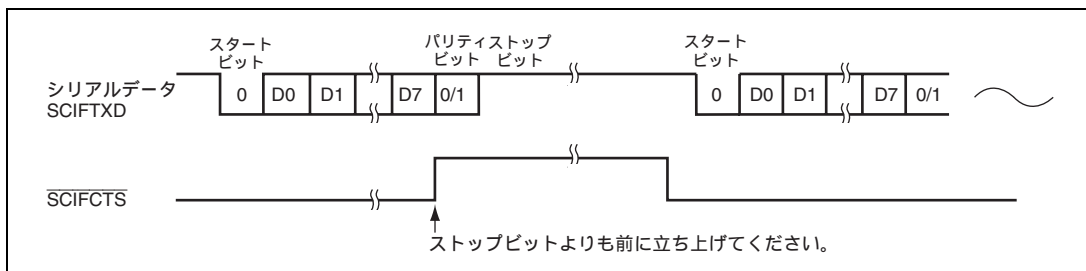 スタート
ビット
パリティ
ビット
ストップ
ビット
スタート
ビット
シリアルデータ
SCIFTXD
0 D0 D1 D7 0/1 0 D0 D1 D7 0/1
SCIFCTS
ストップビットよりも前に立ち上げてください。